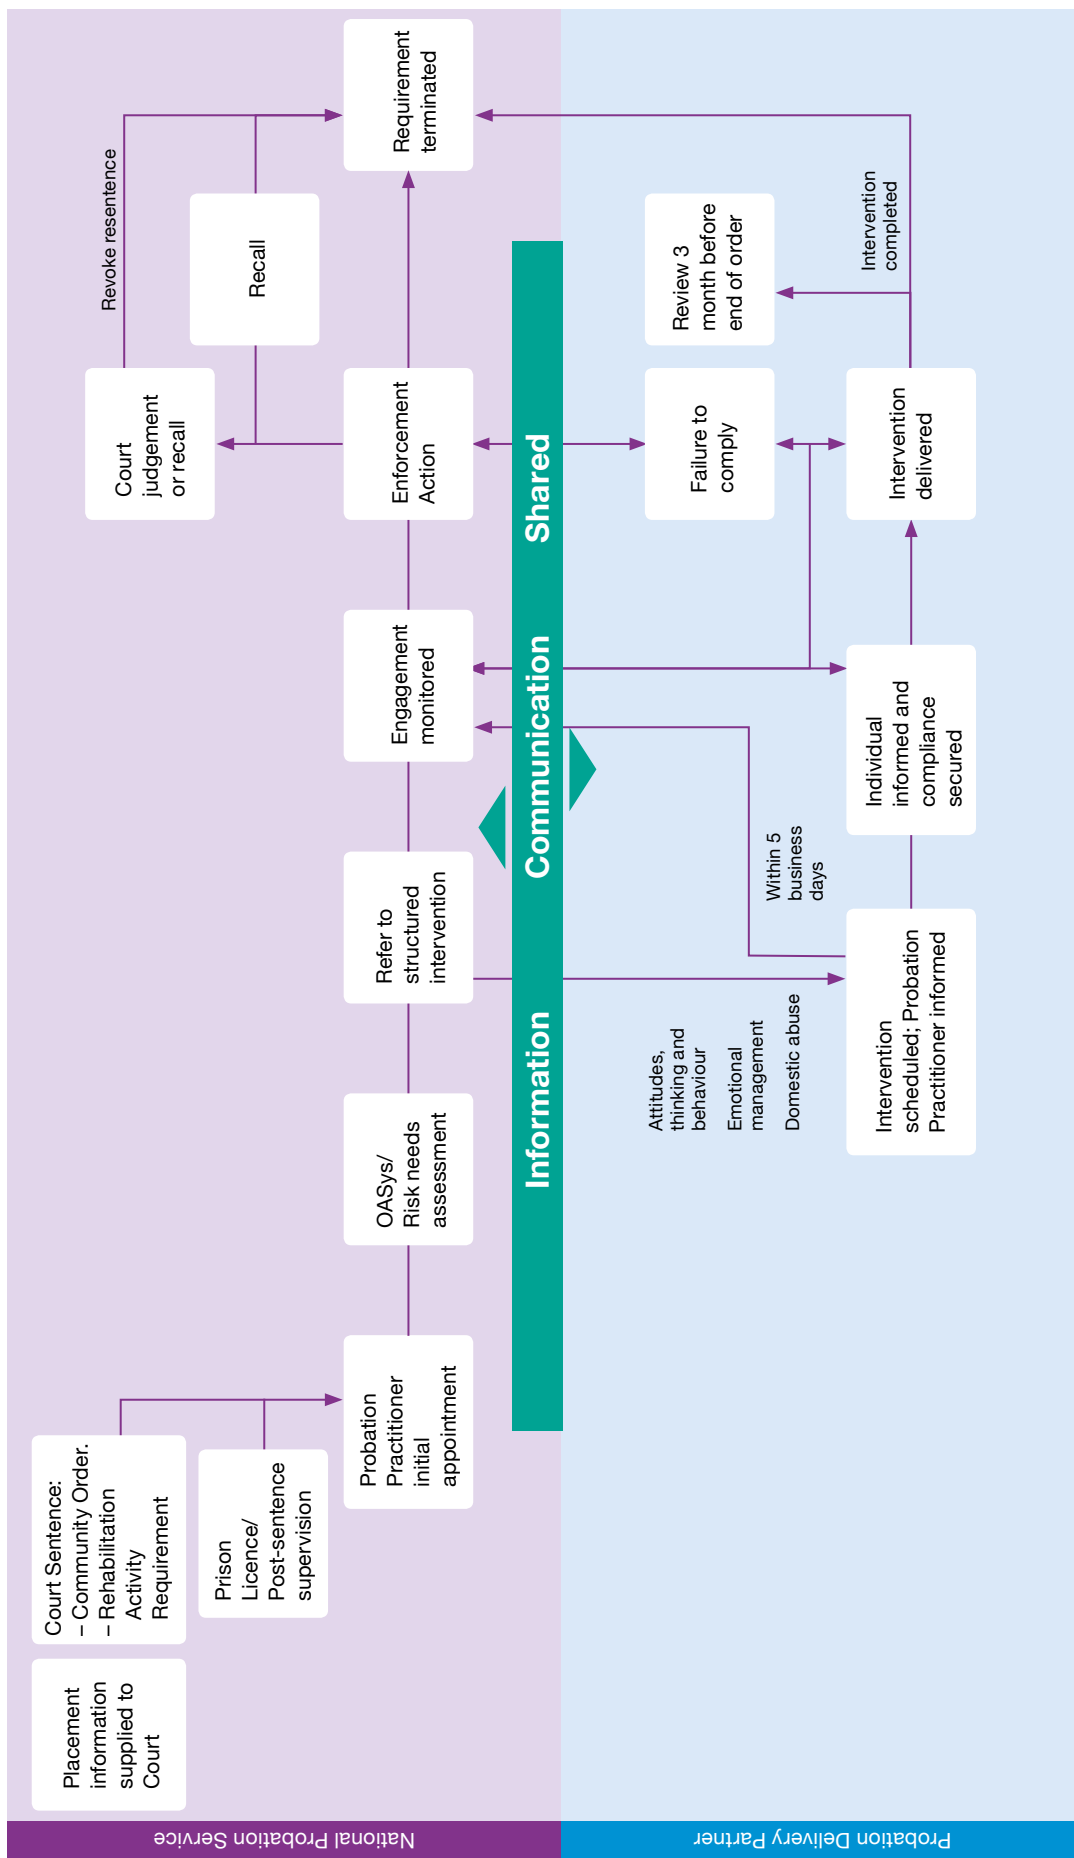 National Probation Service
Placement
information
supplied to
Court
Court Sentence:
– Community Order.
– Rehabilitation
Activity
Requirement
Prison
Licence/
Post-sentence
supervision
Probation
Practitioner
initial
appointment
OASys/
Risk needs
assessment
Refer to
structured
intervention
Engagement
monitored
Enforcement
Action
Court
judgement
or recall
Recall
Revoke resentence
Requirement
terminated
Information
Communication
Shared
Probation Delivery Partner
Attitudes,
thinking and
behaviour
Emotional
management
Domestic abuse
Intervention
scheduled; Probation
Practitioner informed
Within 5
business
days
Individual
informed and
compliance
secured
Failure to
comply
Intervention
delivered
Review 3
month before
end of order
Intervention
completed